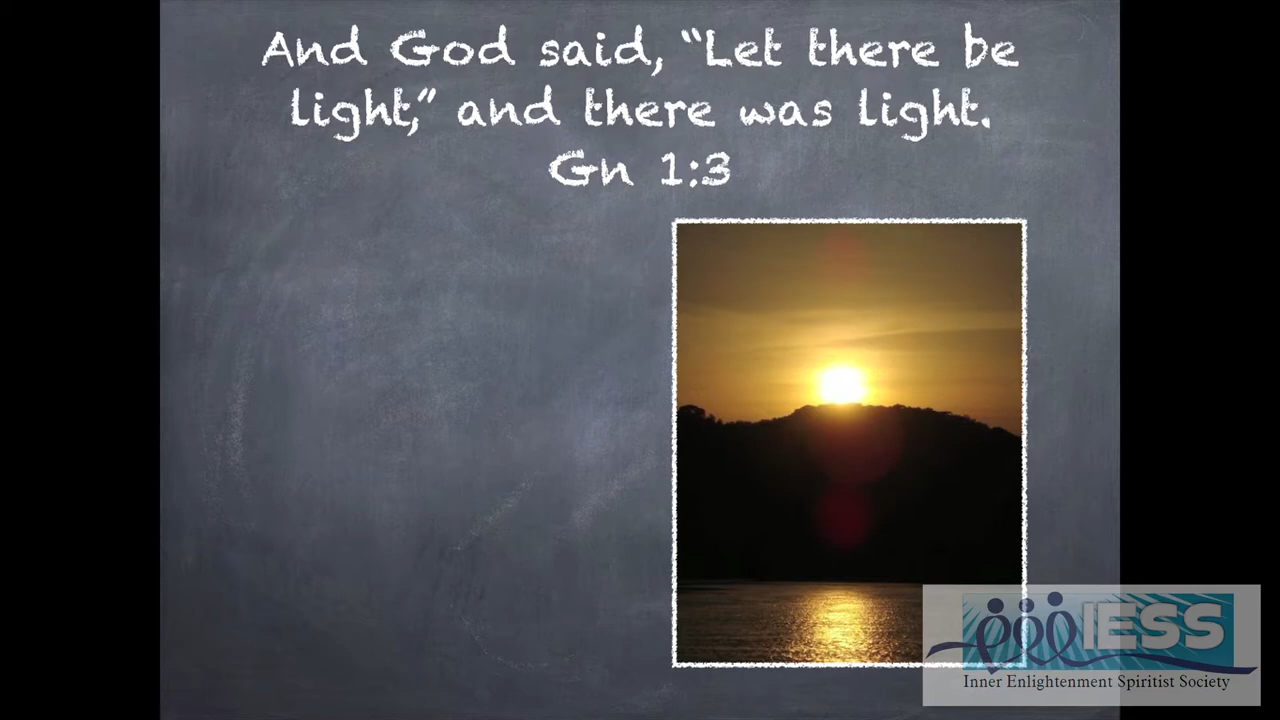 And God said, “Let there be
light,” and there was light.
Gn 1:3
IESS
Inner Enlightenment Spiritist Society